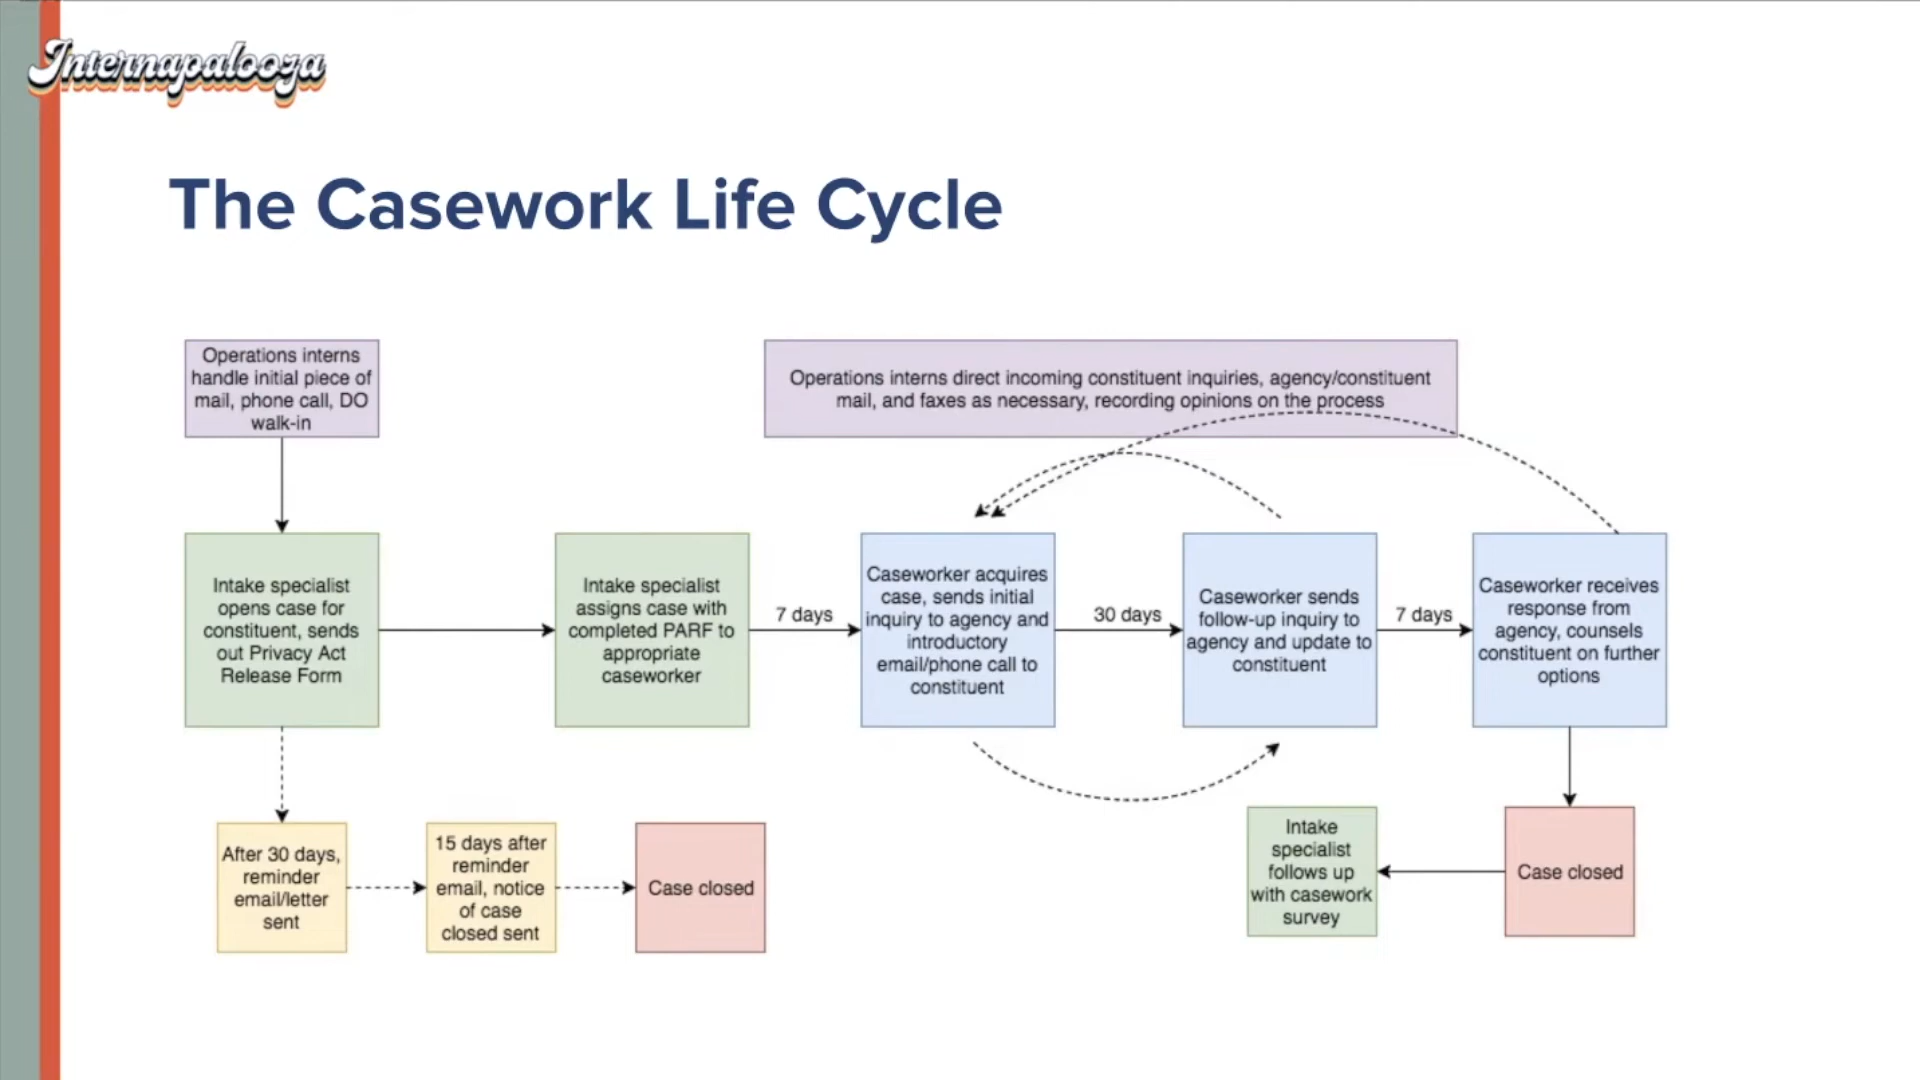 Internapalooza
The Casework Life Cycle
Operations interns
handle initial piece of
mail, phone call, DO
walk-in
Operations interns direct incoming constituent inquiries, agency/constituent
mail, and faxes as necessary, recording opinions on the process
Intake specialist
opens case for
constituent, sends
out Privacy Act
Release Form
Intake specialist
assigns case with
completed PARF to
appropriate
caseworker
7 days
Caseworker acquires
case, sends initial
inquiry to agency and
introductory
email/phone call to
constituent
30 days
Caseworker sends
follow-up inquiry to
agency and update to
constituent
7 days
Caseworker receives
response from
agency, counsels
constituent on further
options
After 30 days,
reminder
email/letter
sent
15 days after
reminder
email, notice
of case
closed sent
Case closed
Intake
specialist
follows up
with casework
survey
Case closed